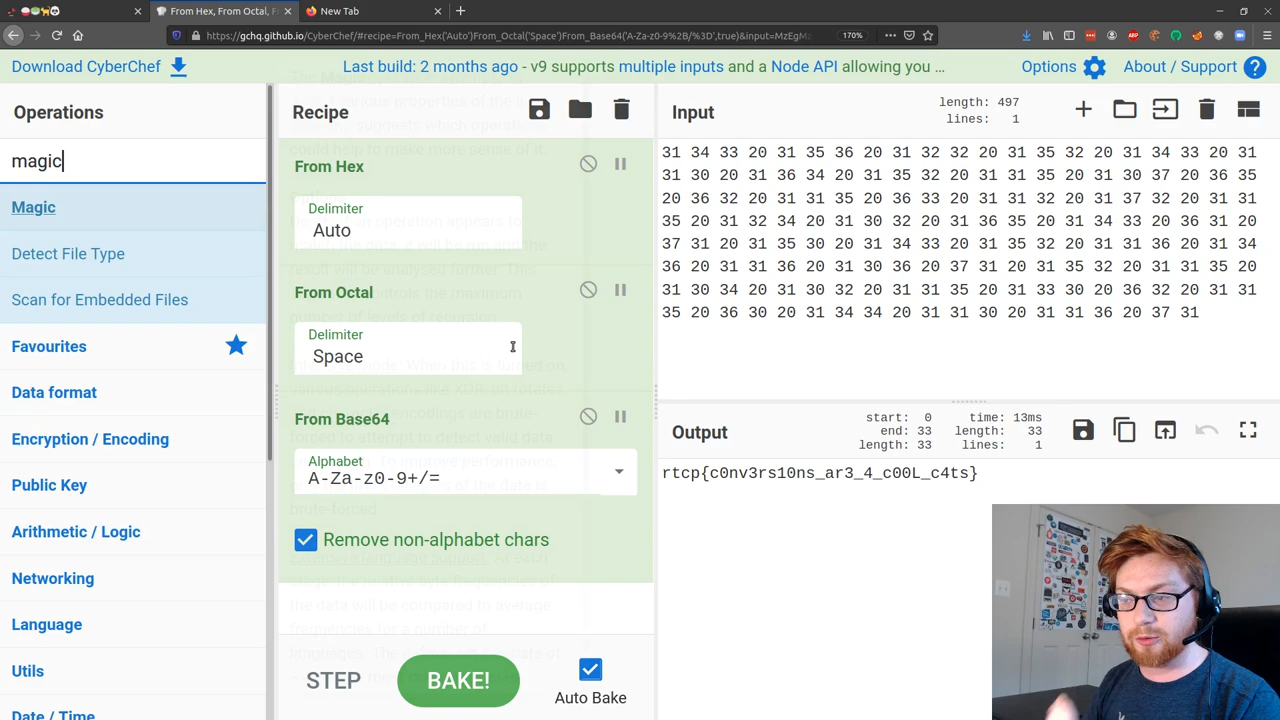 From Hex, From Octal, F
New Tab
https://gchq.github.io/CyberChef/#recipe=From_Hex('Auto')From_Octal('Space')From_Base64('A-Za-z0-9%2B/%3D',true)&input=MzEgMz
170%
Download CyberChef
Last build: 2 months ago - v9 supports multiple inputs and a Node API allowing you …
Options
About / Support
Operations
Recipe
Input
length: 497
lines: 1
magic
Magic
Detect File Type
Scan for Embedded Files
Favourites
Data format
Encryption / Encoding
Public Key
Arithmetic / Logic
Networking
Language
Utils
Date / Time
From Hex
Delimiter
Auto
From Octal
Delimiter
Space
From Base64
Alphabet
A-Za-z0-9+/=
Remove non-alphabet chars
STEP
BAKE!
Auto Bake
31 34 33 20 31 35 36 20 31 32 32 20 31 35 32 20 31 34 33 20 31
31 30 20 31 36 34 20 31 35 32 20 31 31 35 20 31 30 37 20 36 35
20 36 32 20 31 31 35 20 36 33 20 31 31 32 20 31 37 32 20 31 31
35 20 31 32 34 20 31 30 32 20 31 36 35 20 31 34 33 20 36 31 20
37 31 20 31 35 30 20 31 34 33 20 31 35 32 20 31 31 36 20 31 34
36 20 31 31 36 20 31 30 36 20 37 31 20 31 35 32 20 31 31 35 20
31 30 34 20 31 30 32 20 31 31 35 20 31 33 30 20 36 32 20 31 31
35 20 36 30 20 31 34 34 20 31 31 30 20 31 31 36 20 37 31
Output
start: 0
end: 33
length: 33
time: 13ms
length: 33
lines: 1
rtcp{c0nv3rs10ns_ar3_4_c00L_c4ts}